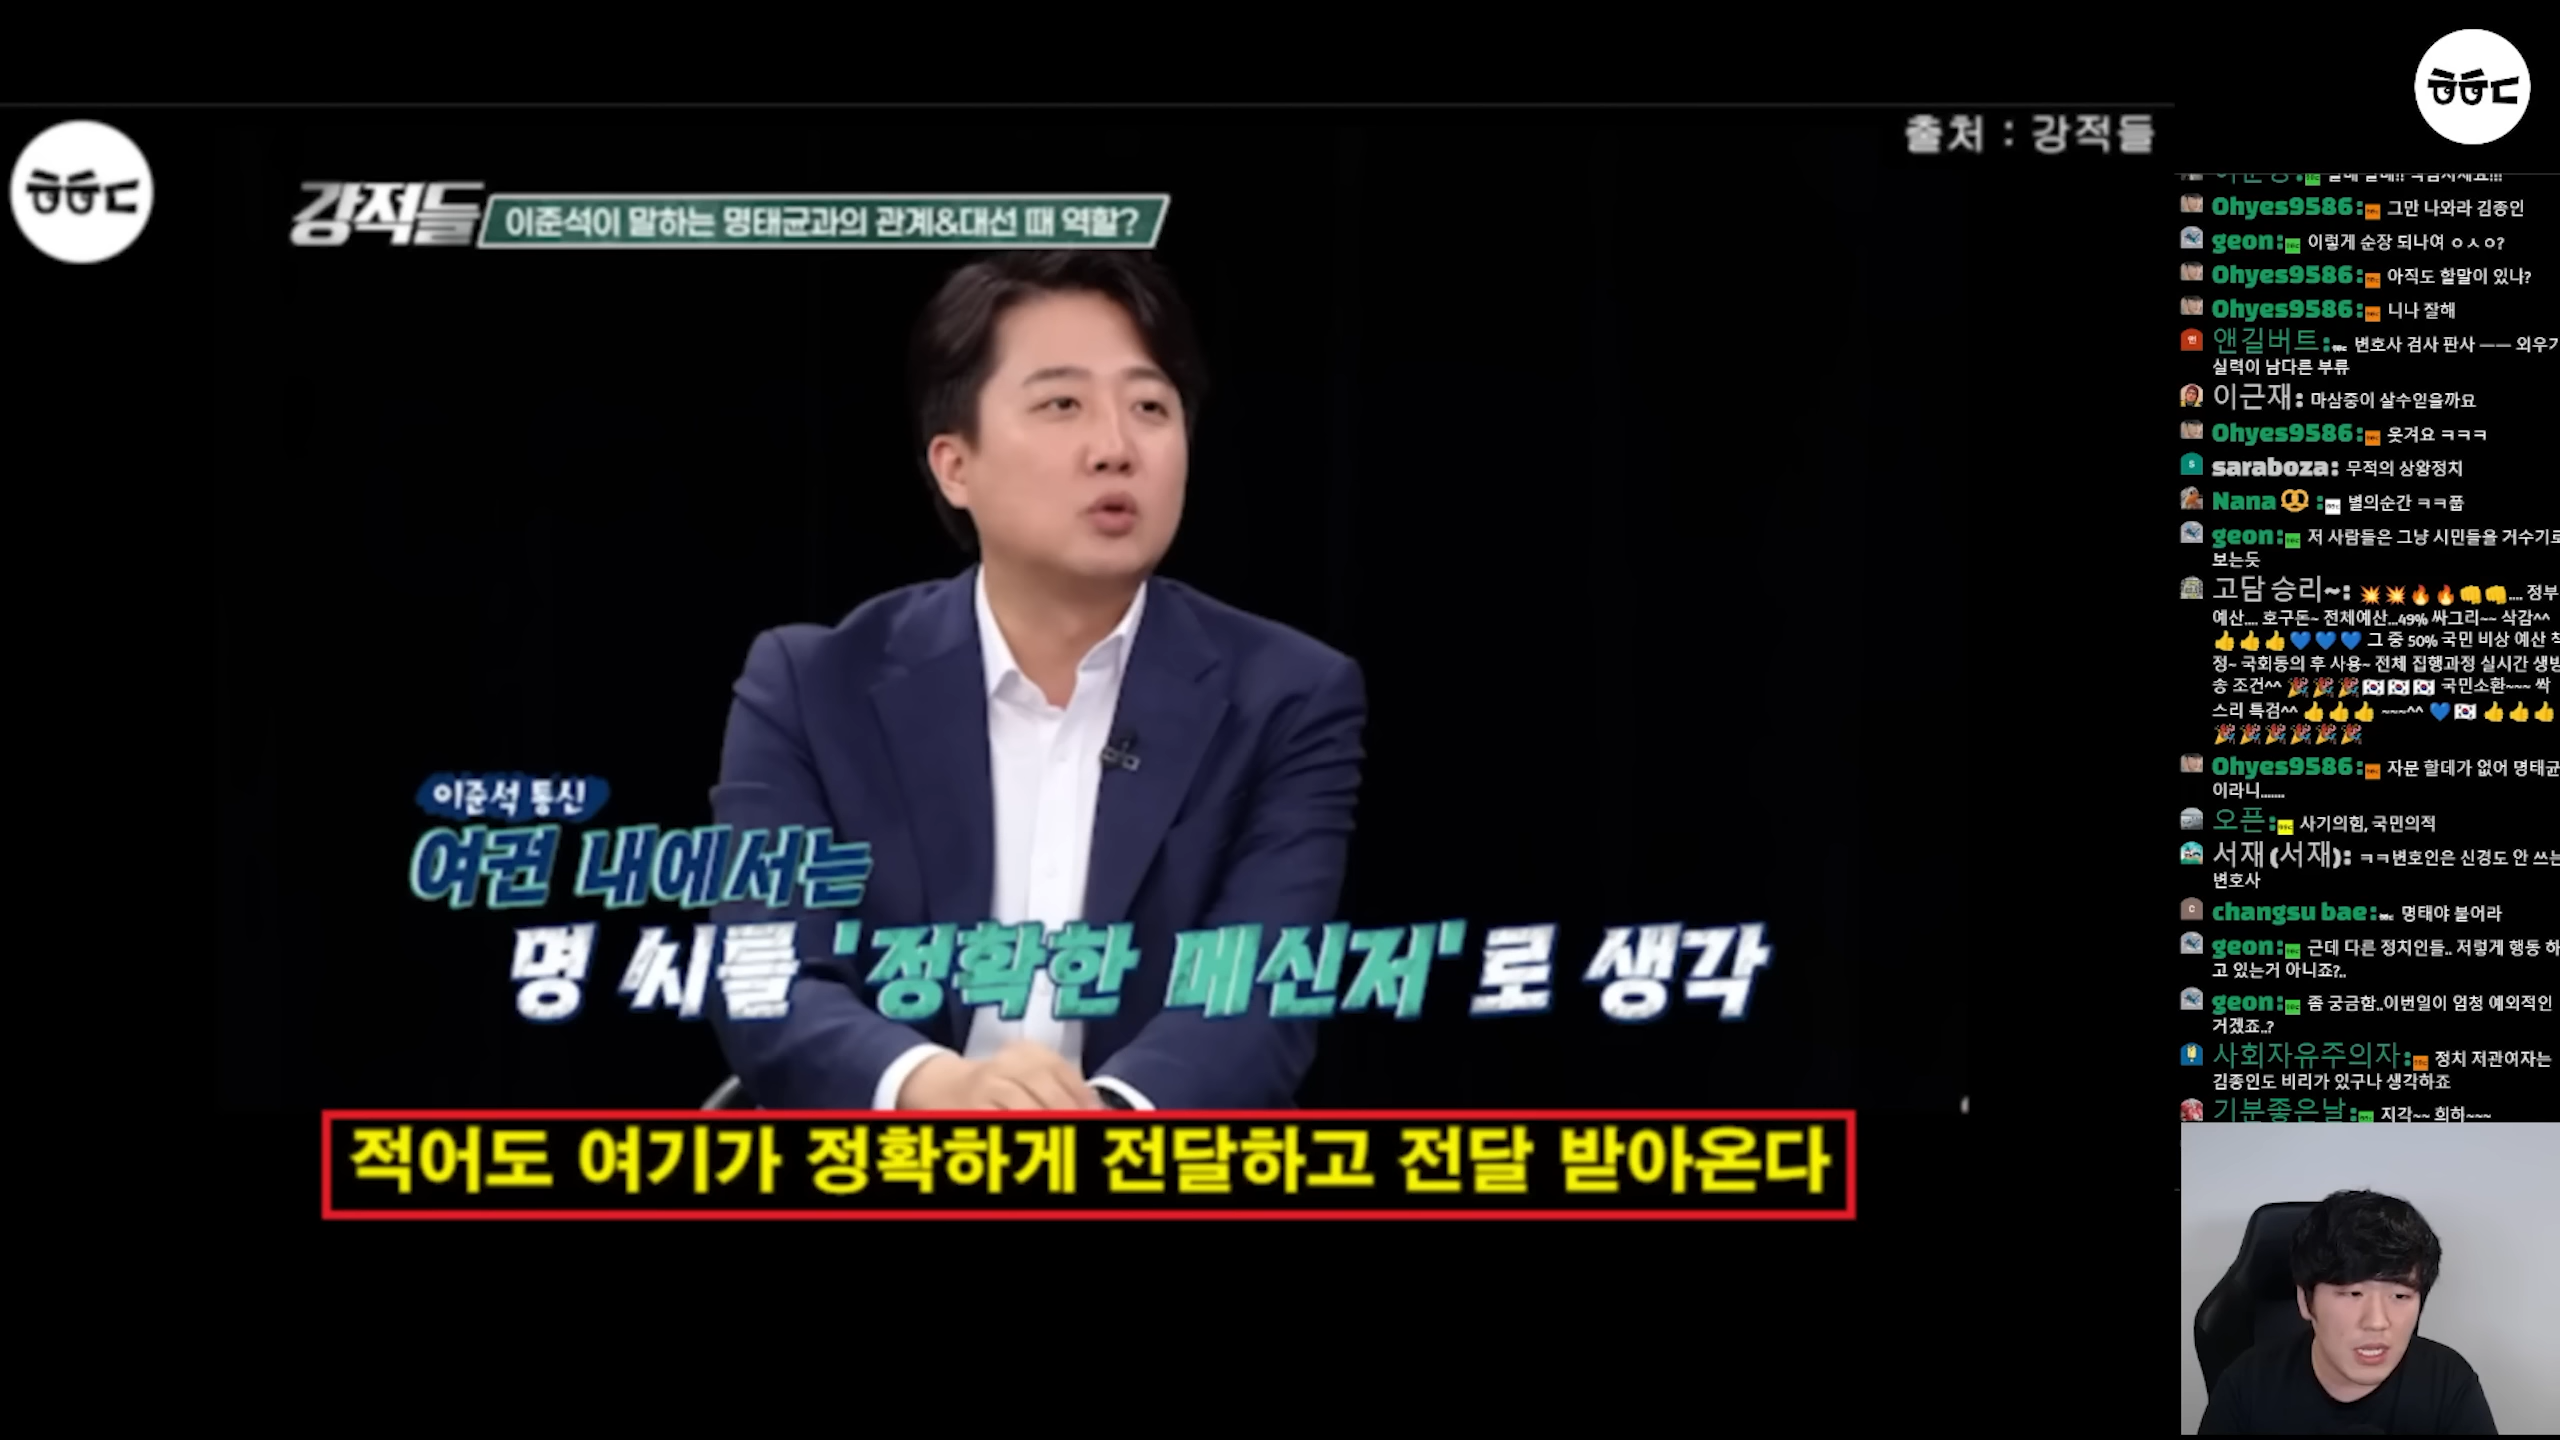 ㅎㅎㄷ
ㅎㅎㄷ
출처 : 강적들
강적들
이준석이 말하는 명태균과의 관계&대선 때 역할?
이준석 통신
여권 내에서는
명 씨를 '정확한 메신저'로 생각
적어도 여기가 정확하게 전달하고 전달 받아온다
Ohyes9586: 그만 나와라 김종인
geon: 이렇게 순장 되나여 ㅇㅅㅇ?
Ohyes9586: 아직도 할말이 있냐?
Ohyes9586: 니나 잘해
앤길버트: 변호사 검사 판사 ㅡㅡ 외우기
실력이 남다른 부류
이근재: 마삼중이 살수읻을까요
Ohyes9586: 웃겨요 ㅋㅋㅋ
saraboza: 무적의 상왕정치
Nana🥨: 별의순간 ㅋㅋ풉
geon: 저 사람들은 그냥 시민들을 거수기로
보는듯
고담 승리~: 💥💥🔥🔥👊👊.... 정부
예산.... 호구돈~ 전체예산...49% 싸그리~~ 삭감^^
👍👍👍💙💙💙 그 중 50% 국민 비상 예산 책
정~ 국회동의 후 사용~ 전체 집행과정 실시간 생방
송 조건^^ 🎉🎉🎉🇰🇷🇰🇷🇰🇷 국민소환~~~ 싹
스리 특검^^ 👍👍👍 ~~~^^ 💙🇰🇷 👍👍👍
🎉🎉🎉🎉🎉🎉
Ohyes9586: 자문 할데가 없어 명태균
이라니.......
오픈: 사기의힘, 국민의적
서재 (서재): ㅋㅋ변호인은 신경도 안 쓰는
변호사
changsu bae: 명태야 불어라
geon: 근데 다른 정치인들.. 저렇게 행동 하
고 있는거 아니죠?..
geon: 좀 궁금함..이번일이 엄청 예외적인
거겠죠..?
사회자유주의자: 정치 저관여자는
김종인도 비리가 있구나 생각하죠
기분좋은날: 지각~~ 회히~~~